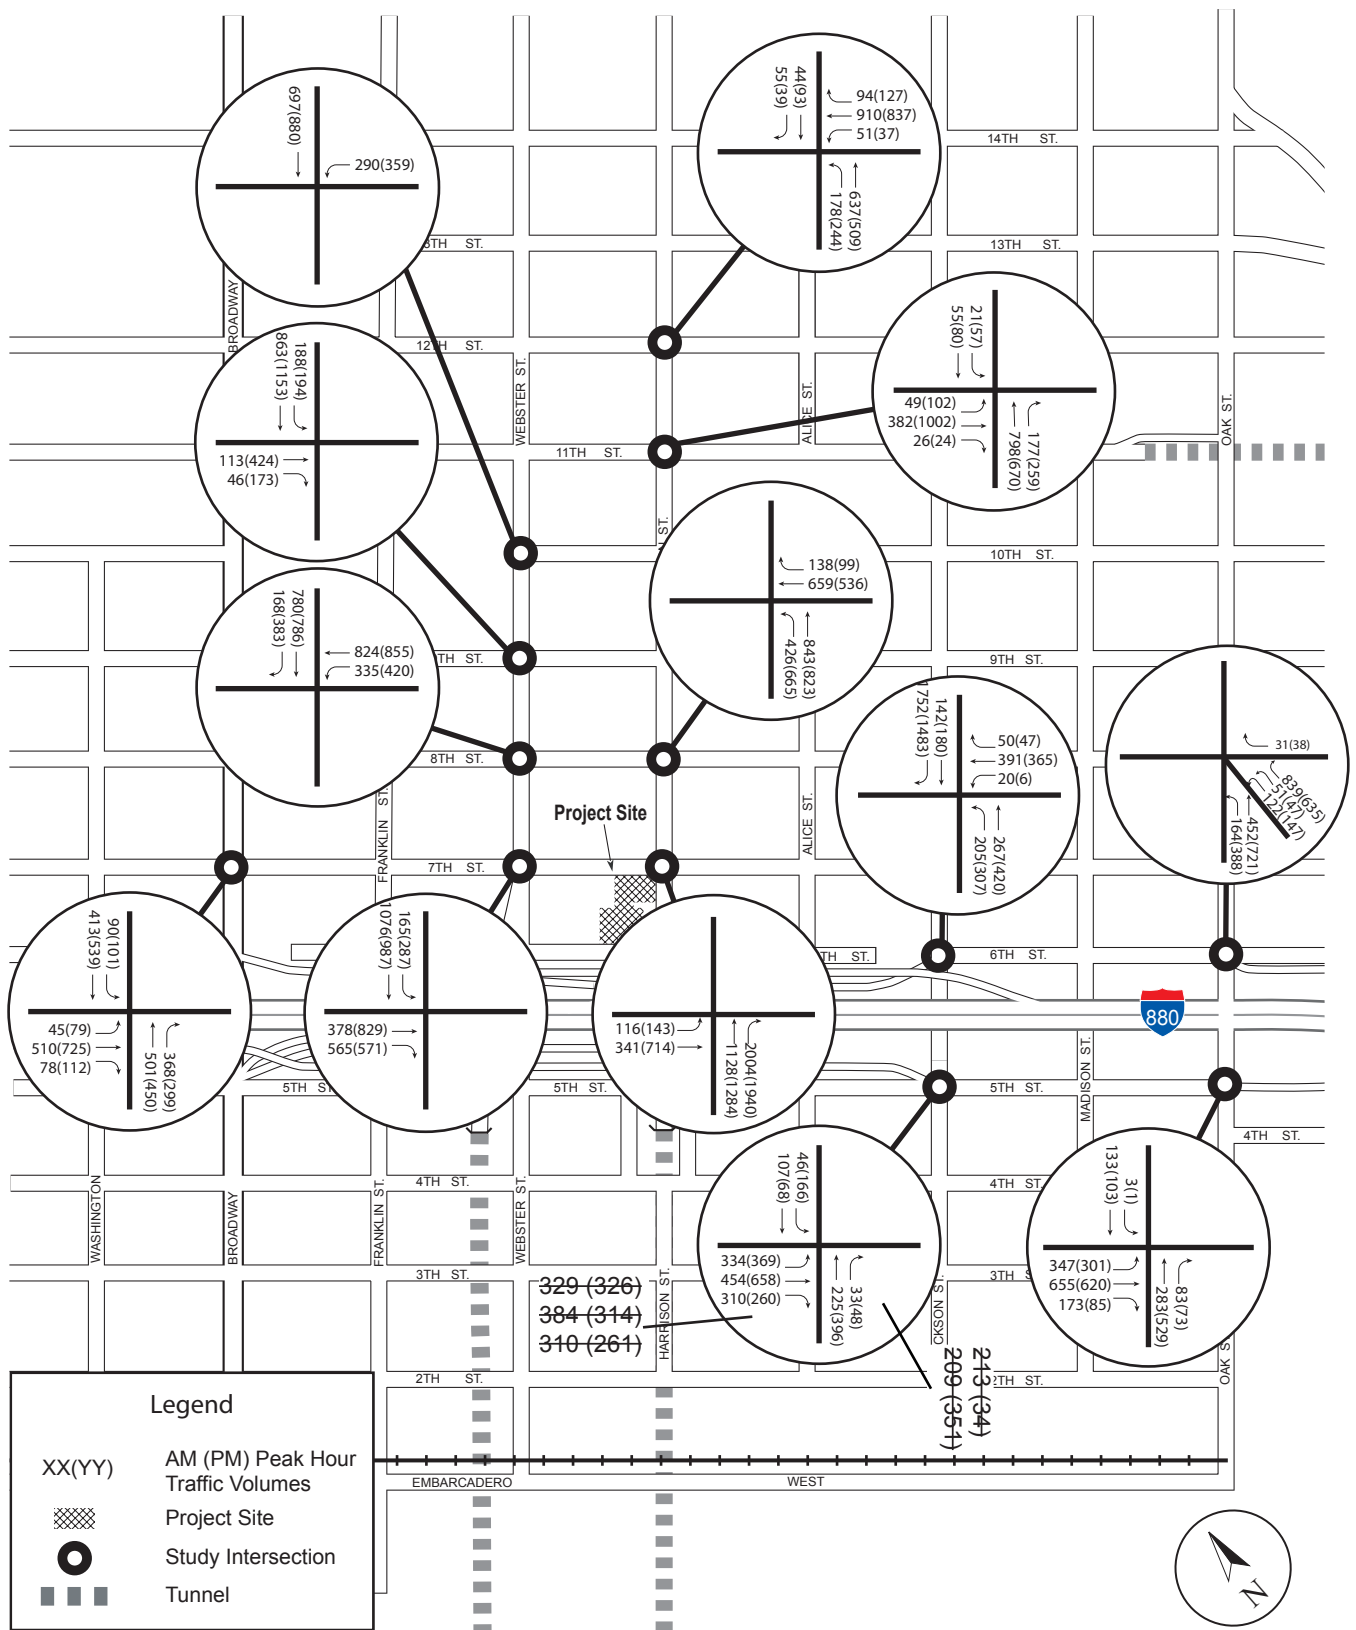 697(880)
290(359)
44(93)
55(39)
94(127)
910(837)
51(37)
637(509)
178(244)
14TH ST.
3TH ST.
13TH ST.
BROADWAY
12TH ST.
188(194)
863(1153)
113(424)
46(173)
WEBSTER ST.
ALICE ST.
21(57)
55(80)
49(102)
382(1002)
26(24)
177(259)
798(670)
OAK ST.
11TH ST.
ST.
10TH ST.
138(99)
659(536)
843(823)
426(665)
780(786)
168(383)
824(855)
335(420)
TH ST.
9TH ST.
8TH ST.
142(180)
1752(1483)
50(47)
391(365)
20(6)
267(420)
205(307)
31(38)
839(635)
51(47)
122(147)
452(721)
164(388)
Project Site
FRANKLIN ST.
ALICE ST.
7TH ST.
90(101)
413(539)
45(79)
510(725)
78(112)
368(299)
501(450)
165(287)
1076(987)
378(829)
565(571)
116(143)
341(714)
2004(1940)
1128(1284)
TH ST.
6TH ST.
880
MADISON ST.
5TH ST
5TH ST.
5TH ST.
4TH ST.
WASHINGTON
BROADWAY
FRANKLIN ST.
4TH ST.
WEBSTER ST.
4TH ST.
46(166)
107(68)
334(369)
454(658)
310(260)
33(48)
225(396)
3(1)
133(103)
347(301)
655(620)
173(85)
83(73)
283(529)
3TH ST.
HARRISON ST.
CKSON ST.
3TH S
OAK S
329 (326)
384 (314)
310 (261)
213 (34)
209 (351)
2TH ST.
2TH ST.
EMBARCADERO
WEST
Legend
XX(YY) AM (PM) Peak Hour
Traffic Volumes
Project Site
Study Intersection
Tunnel
N